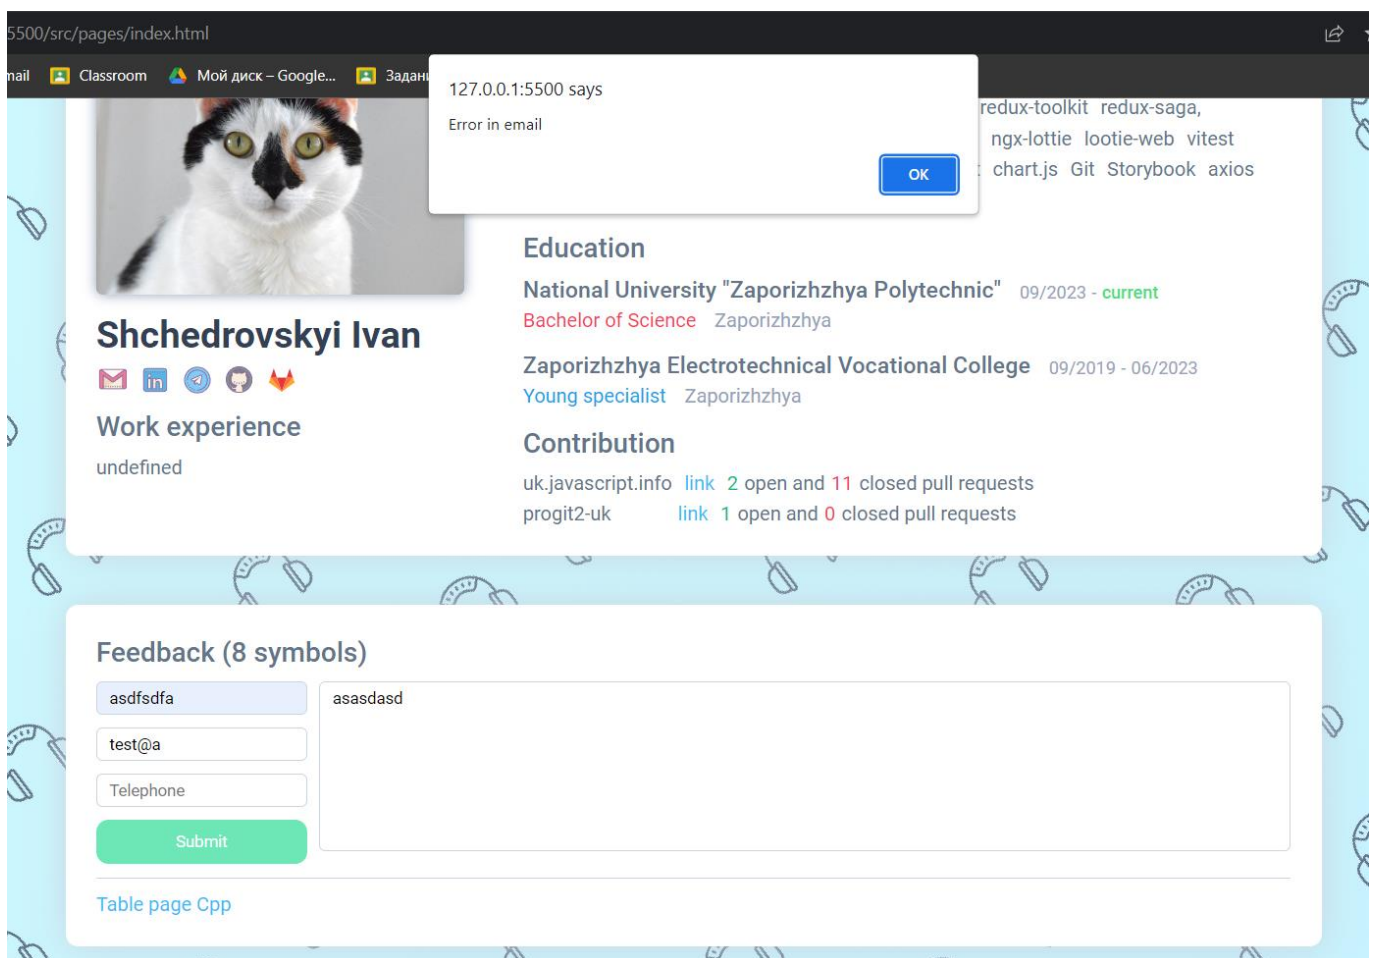 5500/src/pages/index.html
mail Classroom Мой диск – Google... Задани
127.0.0.1:5500 says
Error in email
OK
redux-toolkit redux-saga,
ngx-lottie lootie-web vitest
chart.js Git Storybook axios
Education
National University "Zaporizhzhya Polytechnic" 09/2023 - current
Bachelor of Science Zaporizhzhya
Zaporizhzhya Electrotechnical Vocational College 09/2019 - 06/2023
Young specialist Zaporizhzhya
Contribution
uk.javascript.info link 2 open and 11 closed pull requests
progit2-uk link 1 open and 0 closed pull requests
Shchedrovskyi Ivan
in
Work experience
undefined
Feedback (8 symbols)
asdfsdfa
asasdasd
test@a
Telephone
Submit
Table page Cpp